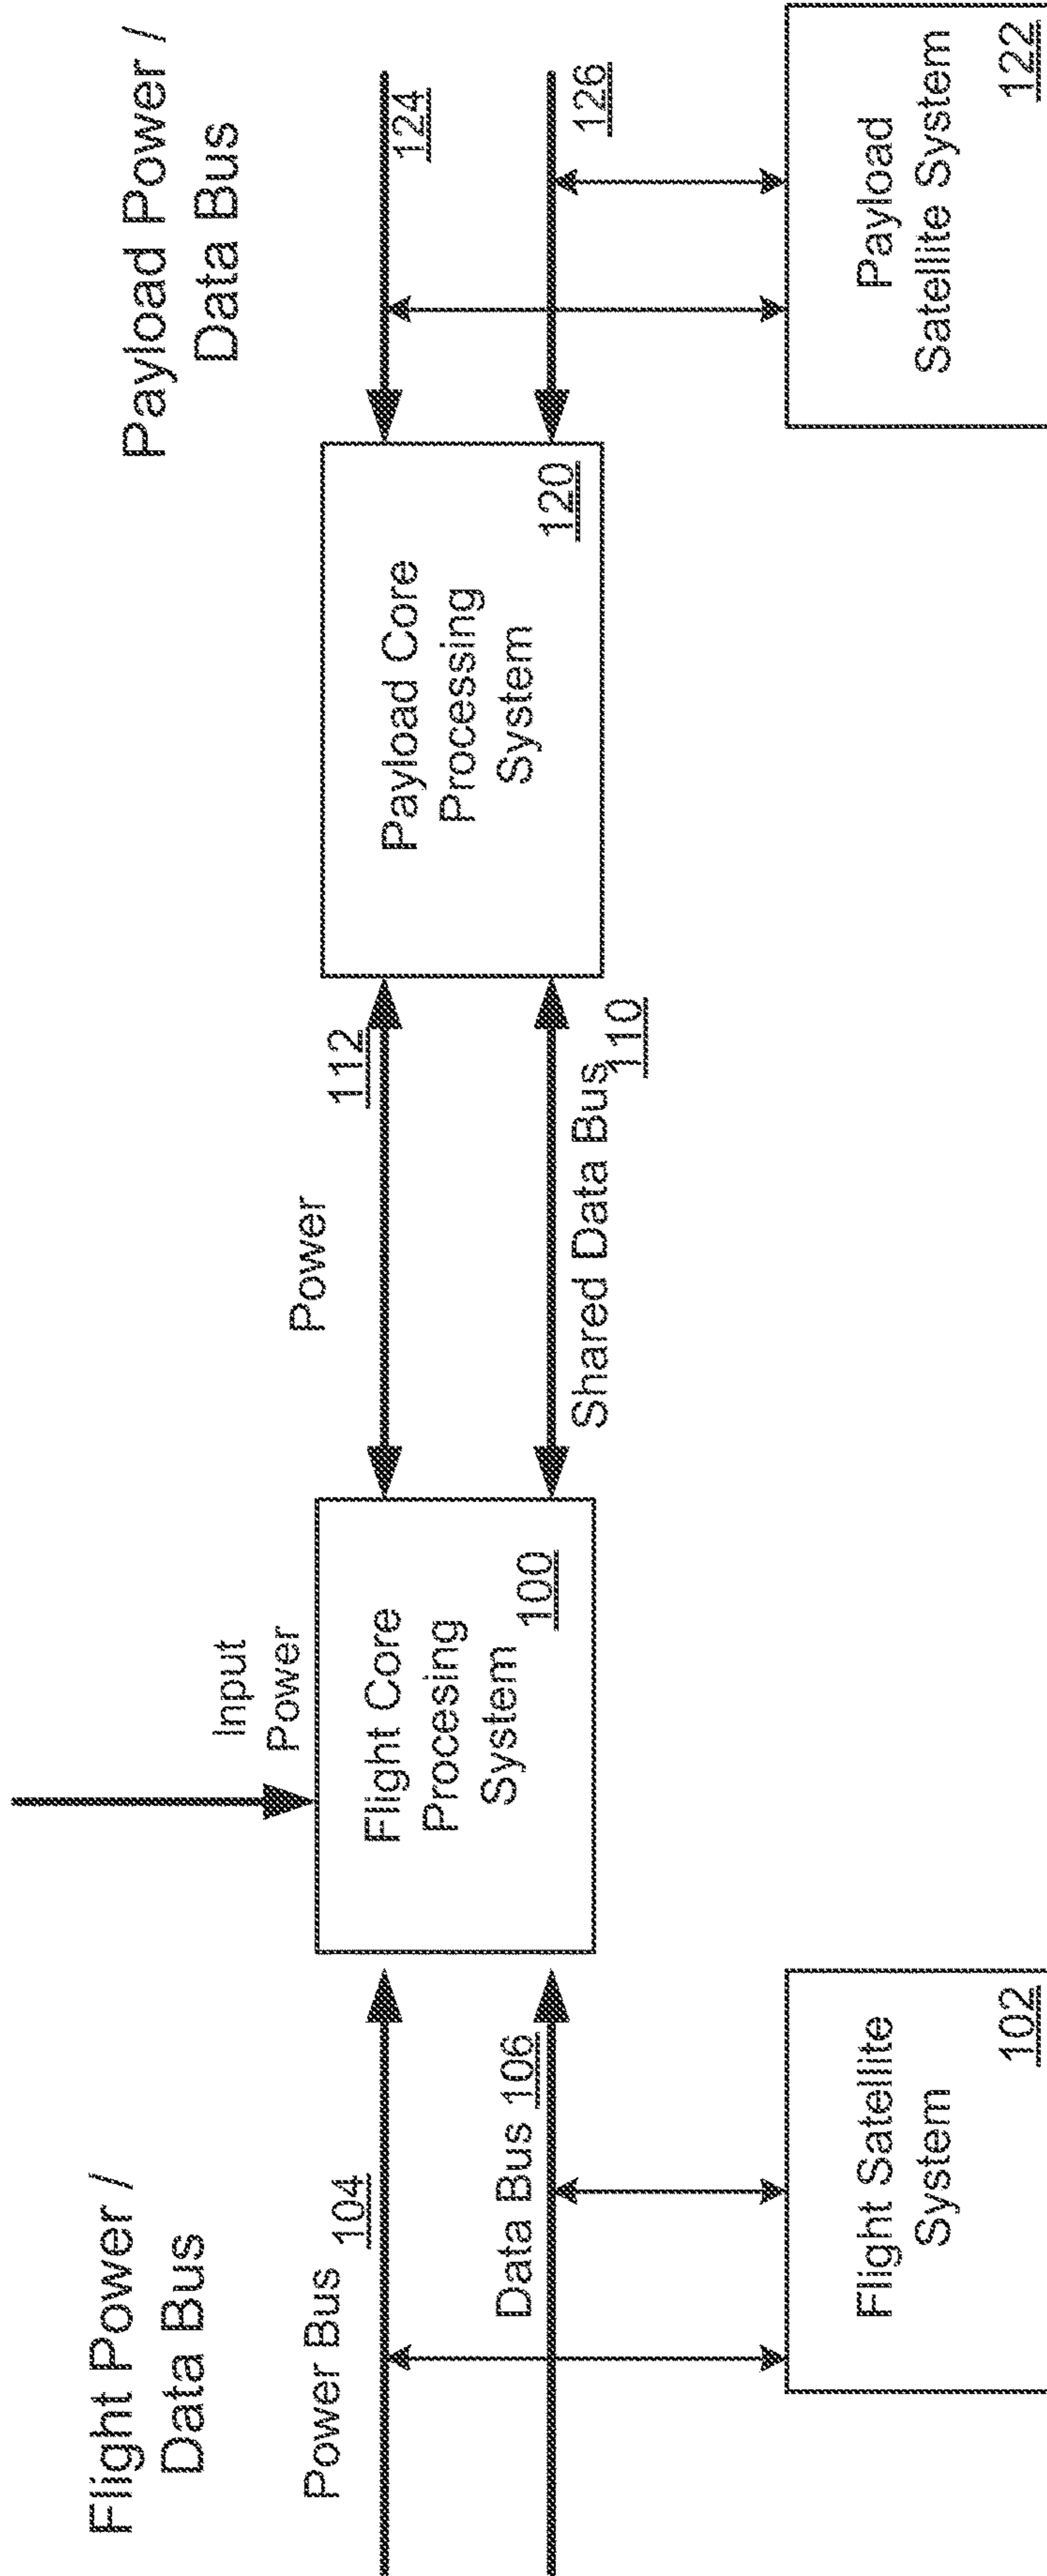 Flight Power /
Data Bus
Payload Power /
Data Bus
Input
Power
Power Bus
104
Power
112
124
Flight Core
Procesing
System
100
Payload Core
Processing
System
120
Data Bus 106
Shared Data Bus
110
126
Flight Satellite
System
102
Payload
Satellite System
122